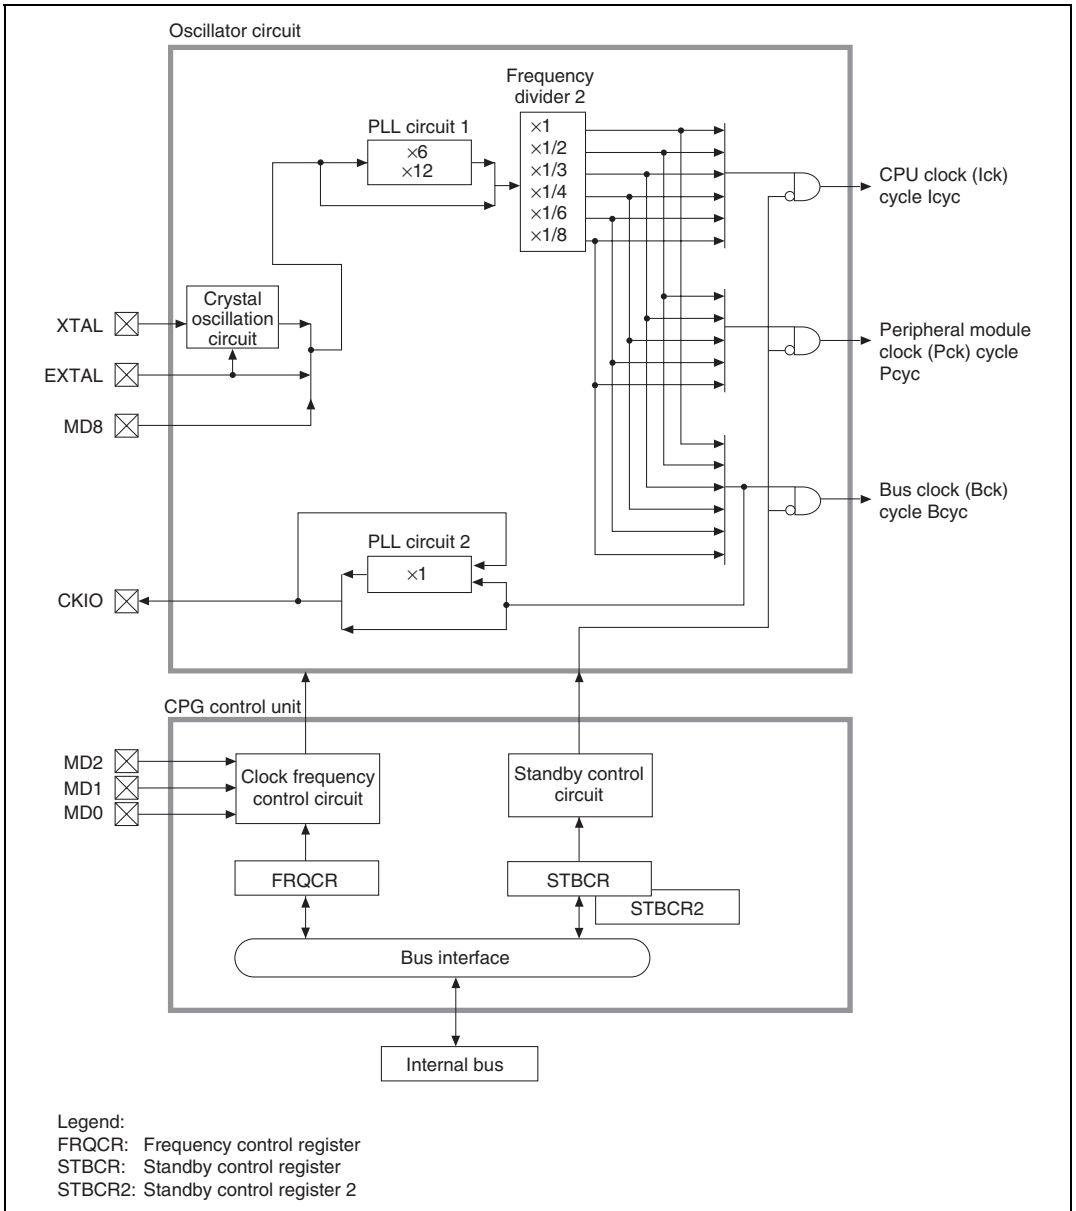 Oscillator circuit
Frequency
divider 2
PLL circuit 1
×6
×12
×1
×1/2
×1/3
×1/4
×1/6
×1/8
CPU clock (Ick)
cycle Icyc
Crystal
oscillation
circuit
XTAL
EXTAL
MD8
Peripheral module
clock (Pck) cycle
Pcyc
Bus clock (Bck)
cycle Bcyc
PLL circuit 2
×1
CKIO
CPG control unit
MD2
MD1
MD0
Clock frequency
control circuit
Standby control
circuit
FRQCR
STBCR
STBCR2
Bus interface
Internal bus
Legend:
FRQCR: Frequency control register
STBCR: Standby control register
STBCR2: Standby control register 2